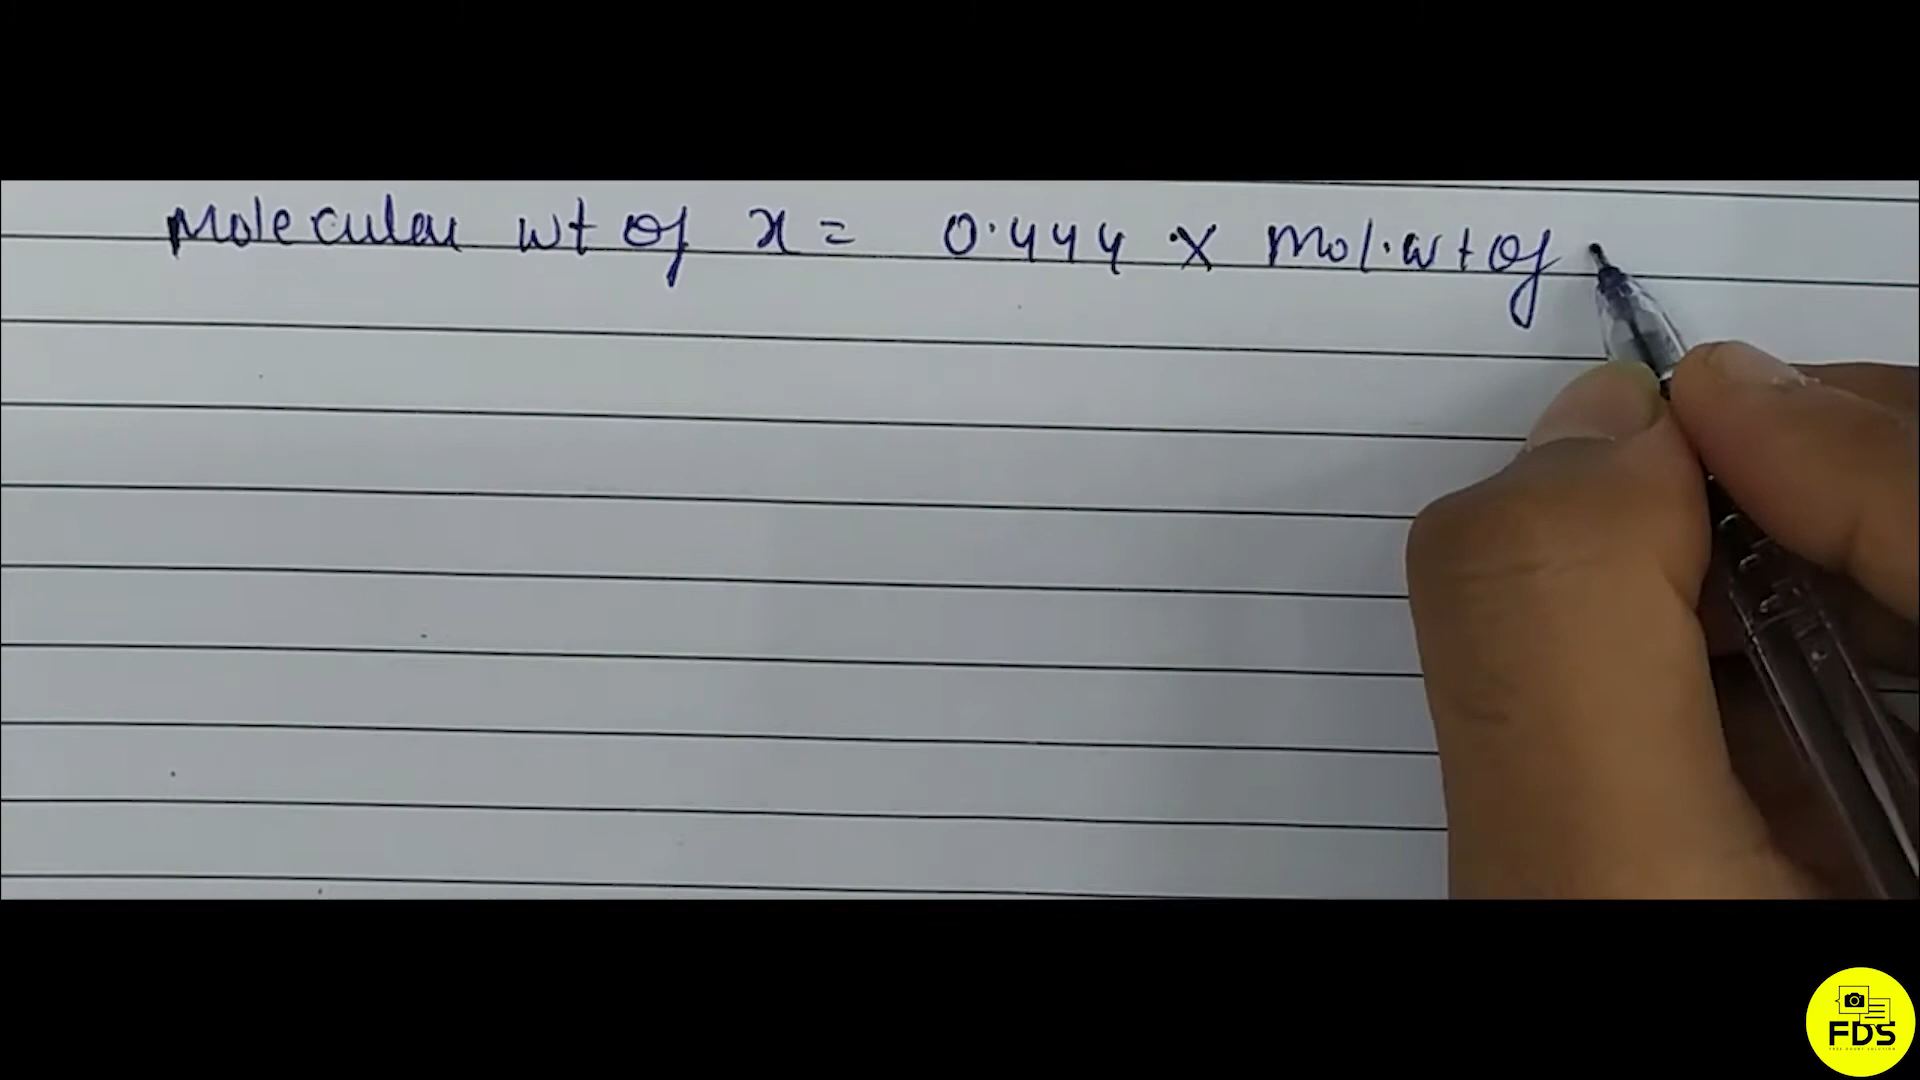 Molecular wt of x = 0.444 × mol. wt of
FDS